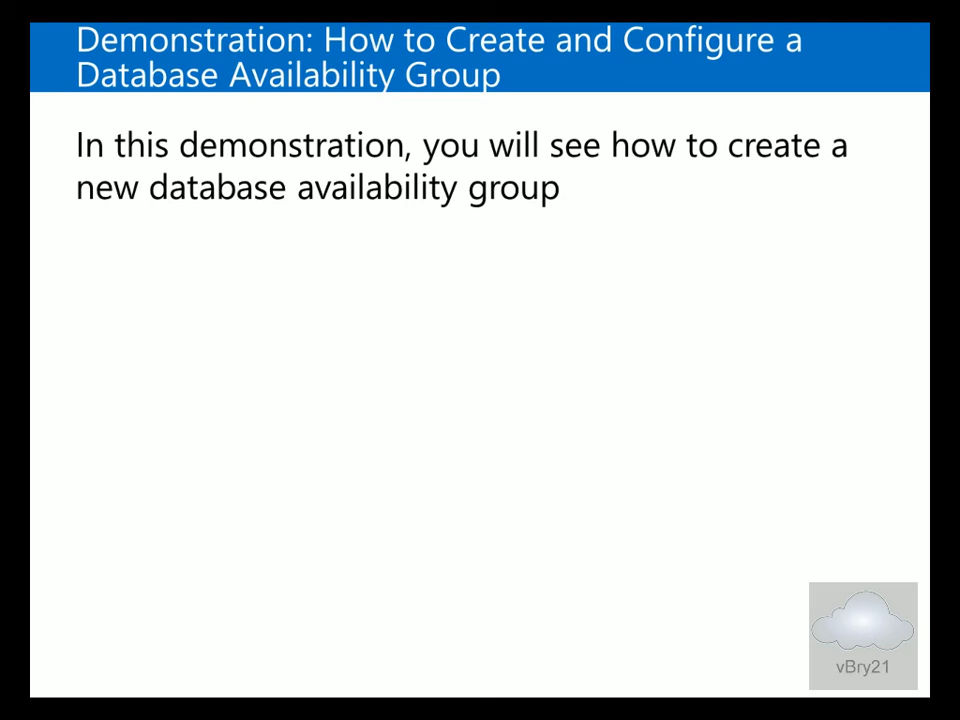 Demonstration: How to Create and Configure a
Database Availability Group
In this demonstration, you will see how to create a
new database availability group
vBry21